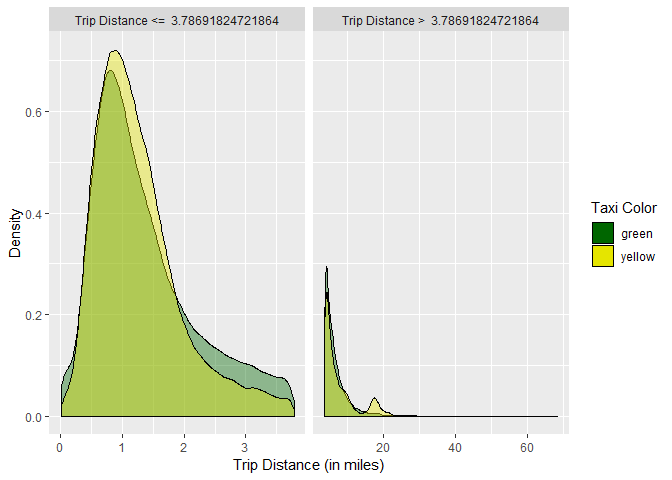 Trip Distance <= 3.78691824721864
Trip Distance > 3.78691824721864
Density
0.6
0.4
0.2
0.0
0 1 2 3
20 40 60
Trip Distance (in miles)
Taxi Color
green
yellow